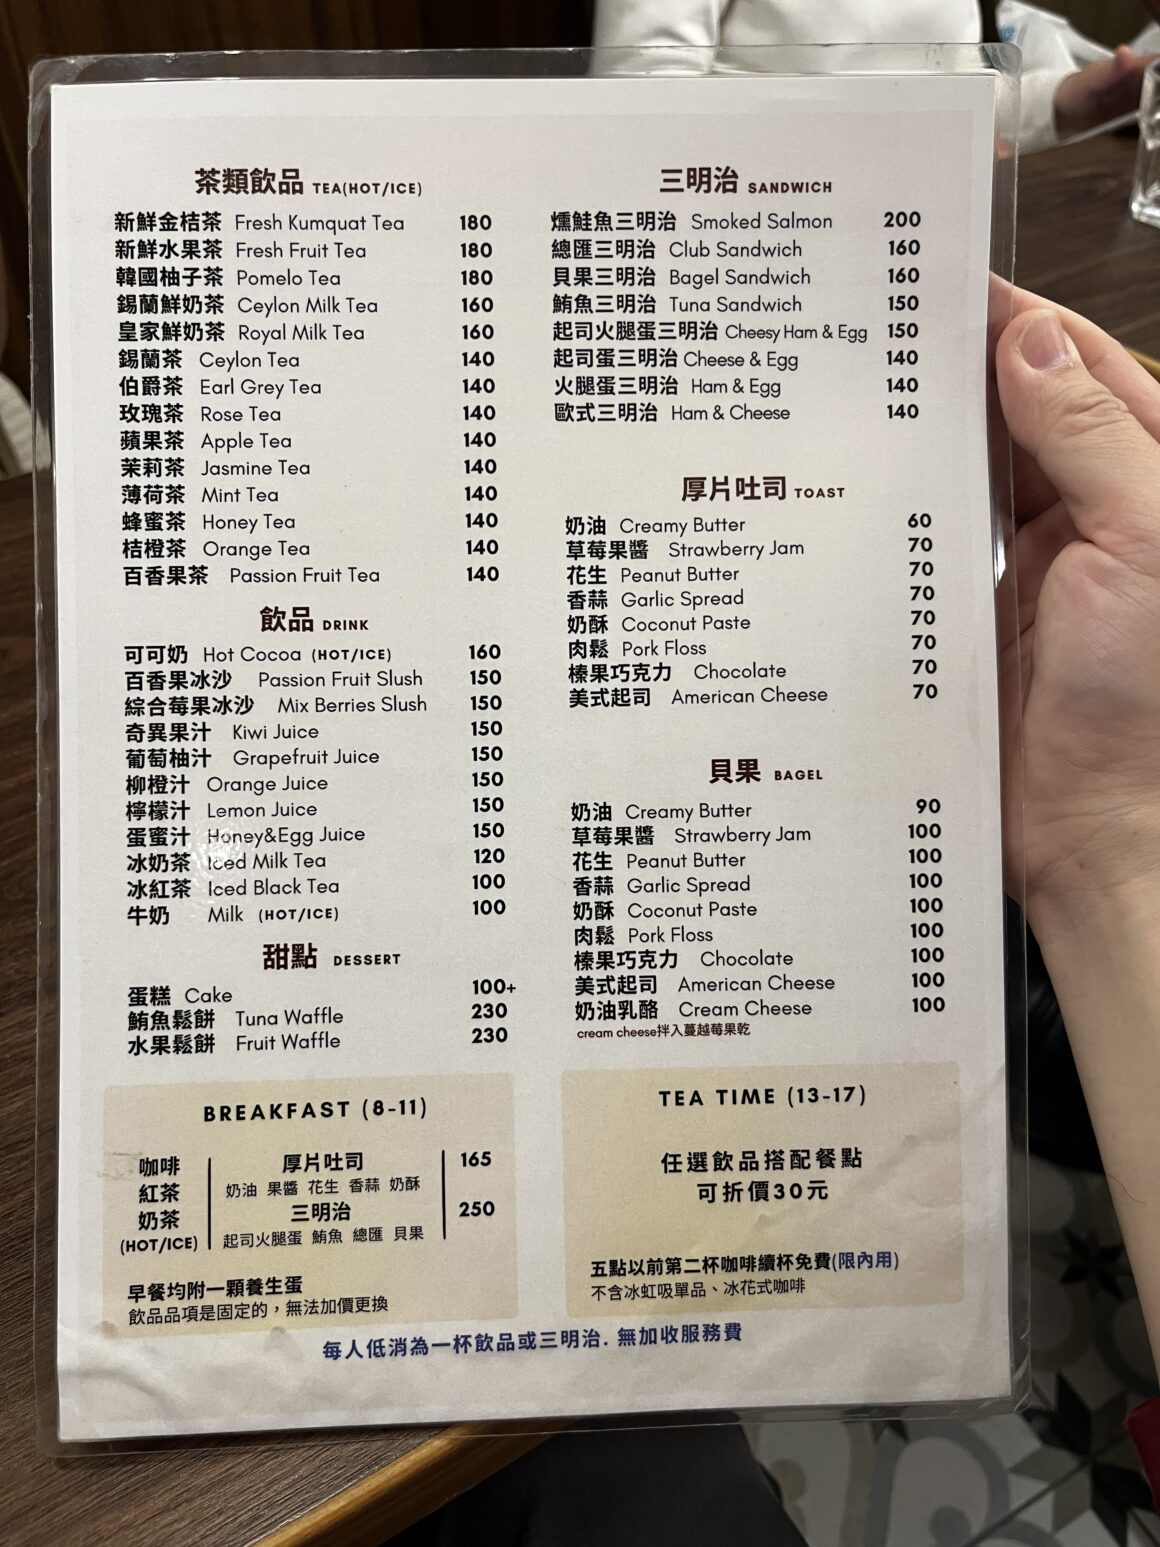 茶類飲品 TEA(HOT/ICE)
新鮮金桔茶 Fresh Kumquat Tea 180
新鮮水果茶 Fresh Fruit Tea 180
韓國柚子茶 Pomelo Tea 180
錫蘭鮮奶茶 Ceylon Milk Tea 160
皇家鮮奶茶 Royal Milk Tea 160
錫蘭茶 Ceylon Tea 140
伯爵茶 Earl Grey Tea 140
玫瑰茶 Rose Tea 140
蘋果茶 Apple Tea 140
茉莉茶 Jasmine Tea 140
薄荷茶 Mint Tea 140
蜂蜜茶 Honey Tea 140
桔橙茶 Orange Tea 140
百香果茶 Passion Fruit Tea 140
飲品 DRINK
可可奶 Hot Cocoa (HOT/ICE) 160
百香果冰沙 Passion Fruit Slush 150
綜合莓果冰沙 Mix Berries Slush 150
奇異果汁 Kiwi Juice 150
葡萄柚汁 Grapefruit Juice 150
柳橙汁 Orange Juice 150
檸檬汁 Lemon Juice 150
蛋蜜汁 Honey&Egg Juice 150
冰奶茶 Iced Milk Tea 120
冰紅茶 Iced Black Tea 100
牛奶 Milk (HOT/ICE) 100
甜點 DESSERT
蛋糕 Cake 100+
鮪魚鬆餅 Tuna Waffle 230
水果鬆餅 Fruit Waffle 230
三明治 SANDWICH
燻鮭魚三明治 Smoked Salmon 200
總匯三明治 Club Sandwich 160
貝果三明治 Bagel Sandwich 160
鮪魚三明治 Tuna Sandwich 150
起司火腿蛋三明治 Cheesy Ham & Egg 150
起司蛋三明治 Cheese & Egg 140
火腿蛋三明治 Ham & Egg 140
歐式三明治 Ham & Cheese 140
厚片吐司 TOAST
奶油 Creamy Butter 60
草莓果醬 Strawberry Jam 70
花生 Peanut Butter 70
香蒜 Garlic Spread 70
奶酥 Coconut Paste 70
肉鬆 Pork Floss 70
榛果巧克力 Chocolate 70
美式起司 American Cheese 70
貝果 BAGEL
奶油 Creamy Butter 90
草莓果醬 Strawberry Jam 100
花生 Peanut Butter 100
香蒜 Garlic Spread 100
奶酥 Coconut Paste 100
肉鬆 Pork Floss 100
榛果巧克力 Chocolate 100
美式起司 American Cheese 100
奶油乳酪 Cream Cheese 100
cream cheese拌入蔓越莓果乾
BREAKFAST (8-11)
咖啡
紅茶
奶茶
(HOT/ICE)
厚片吐司 165
奶油 果醬 花生 香蒜 奶酥
三明治 250
起司火腿蛋 鮪魚 總匯 貝果
早餐均附一顆養生蛋
飲品品項是固定的，無法加價更換
TEA TIME (13-17)
任選飲品搭配餐點
可折價30元
五點以前第二杯咖啡續杯免費(限內用)
不含冰虹吸單品、冰花式咖啡
每人低消為一杯飲品或三明治. 無加收服務費